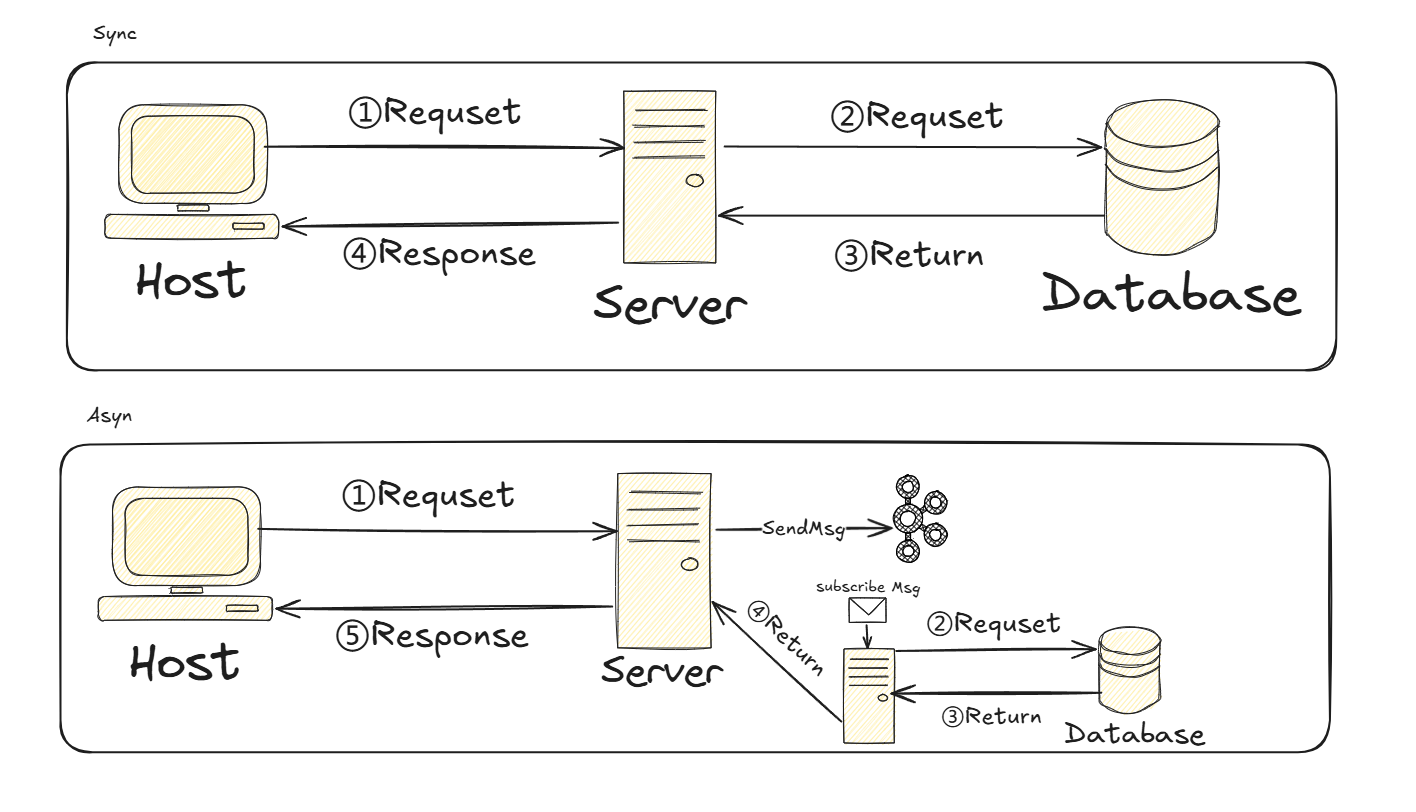 Sync
①Requset
②Requset
④Response
③Return
Host
Server
Database
Asyn
①Requset
SendMsg
subscribe Msg
④Return
②Requset
⑤Response
Host
Server
③Return
Database